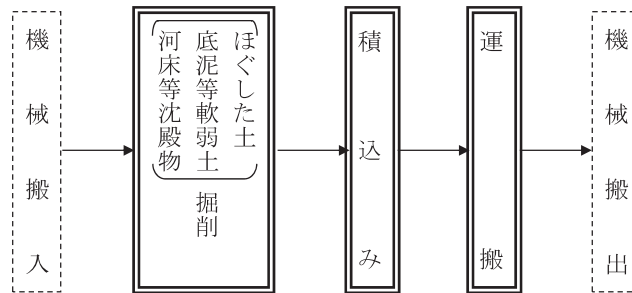 機械搬入
ほぐした土
底泥等軟弱土
河床等沈殿物
掘削
積込み
運搬
機械搬出